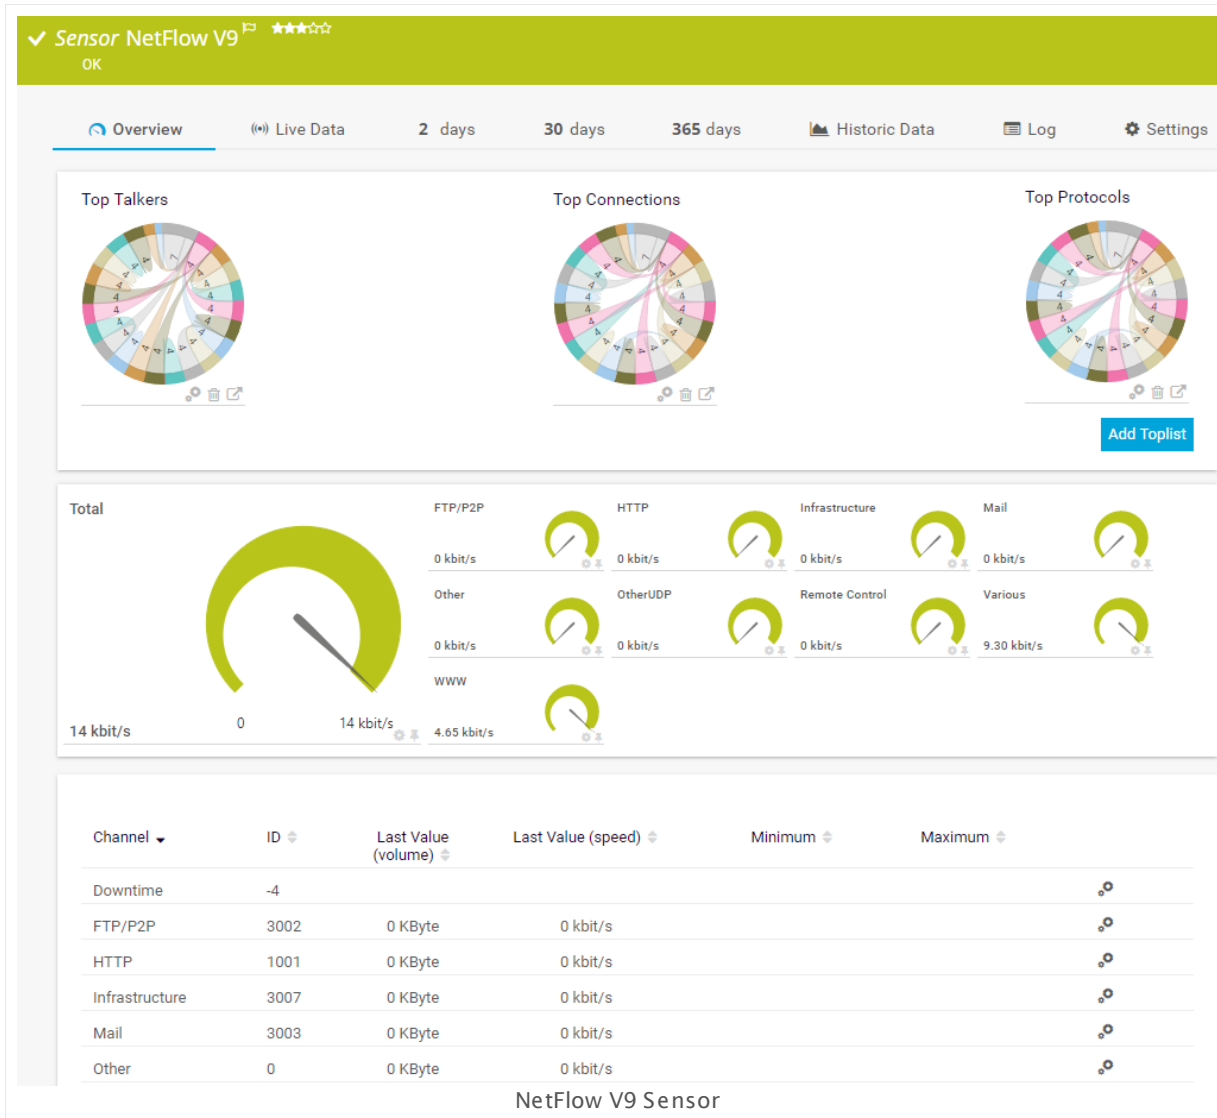 Sensor NetFlow V9
OK
Overview
Live Data
2 days
30 days
365 days
Historic Data
Log
Settings
Top Talkers
Top Connections
Top Protocols
Add Toplist
Total
14 kbit/s
0
14 kbit/s
FTP/P2P
0 kbit/s
HTTP
0 kbit/s
Infrastructure
0 kbit/s
Mail
0 kbit/s
Other
0 kbit/s
OtherUDP
0 kbit/s
Remote Control
0 kbit/s
Various
9.30 kbit/s
WWW
4.65 kbit/s
Channel ID Last Value (volume) Last Value (speed) Minimum Maximum
Downtime -4
FTP/P2P 3002 0 KByte 0 kbit/s
HTTP 1001 0 KByte 0 kbit/s
Infrastructure 3007 0 KByte 0 kbit/s
Mail 3003 0 KByte 0 kbit/s
Other 0 0 KByte 0 kbit/s
NetFlow V9 Sensor